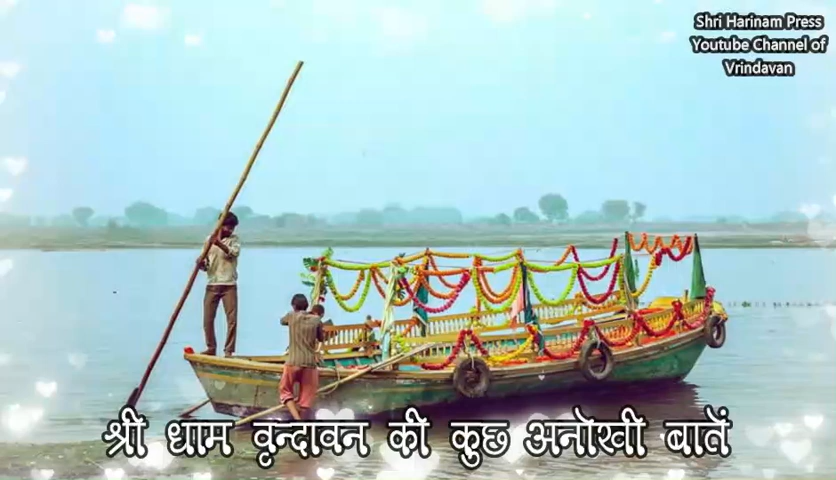 Shri Harinam Press
Youtube Channel of
Vrindavan
श्री धाम वृन्दावन की कुछ अनोखी बातें